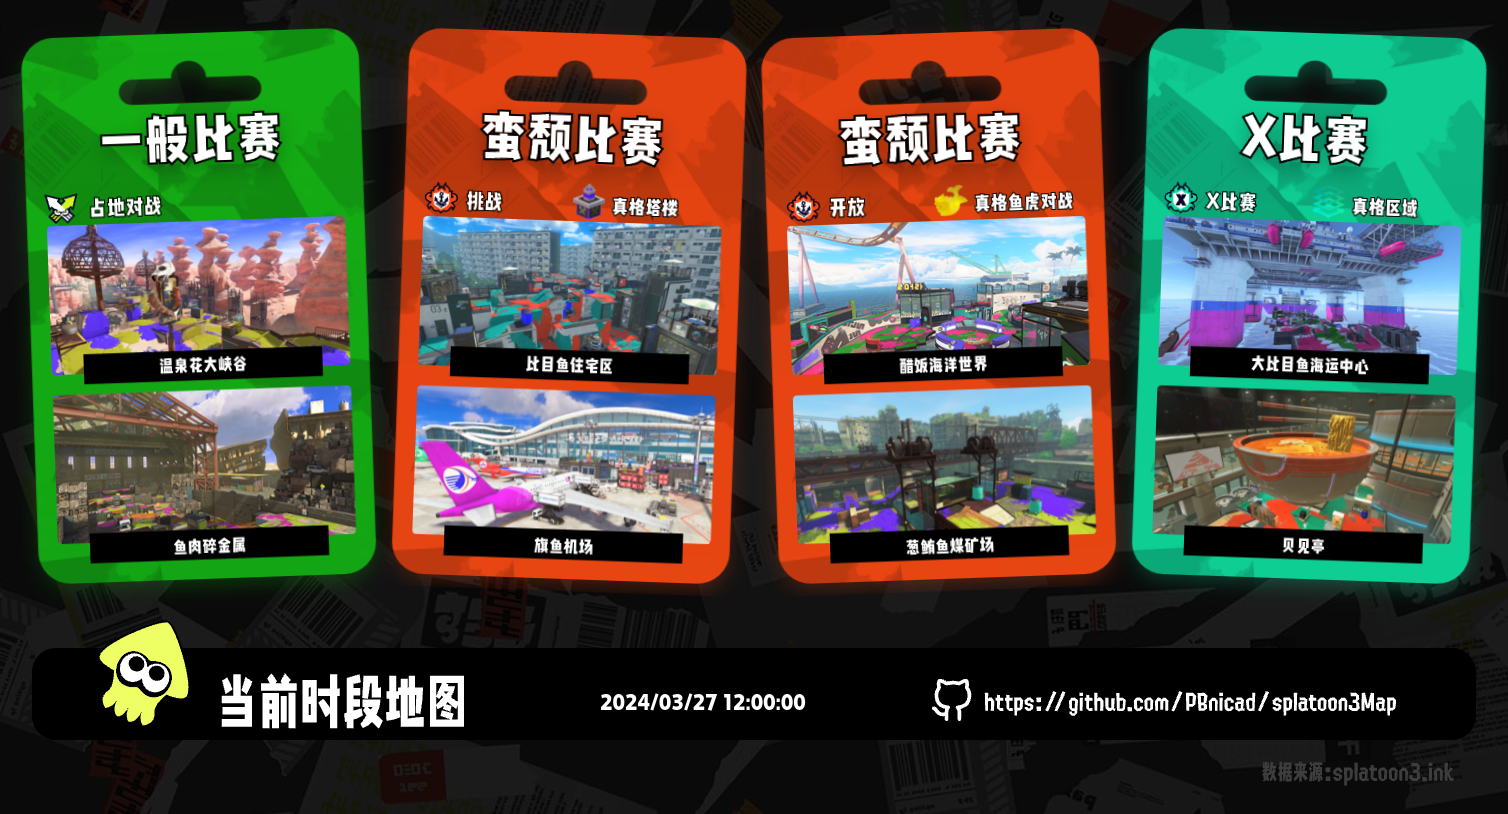 一般比赛
占地对战
温泉花大峡谷
鱼肉碎金属
蛮颓比赛
挑战
真格塔楼
比目鱼住宅区
旗鱼机场
蛮颓比赛
开放
真格鱼虎对战
醋饭海洋世界
葱鲔鱼煤矿场
X比赛
X比赛
真格区域
大比目鱼海运中心
贝见亭
当前时段地图
2024/03/27 12:00:00
https://github.com/PBnicad/splatoon3Map
数据来源:splatoon3.ink